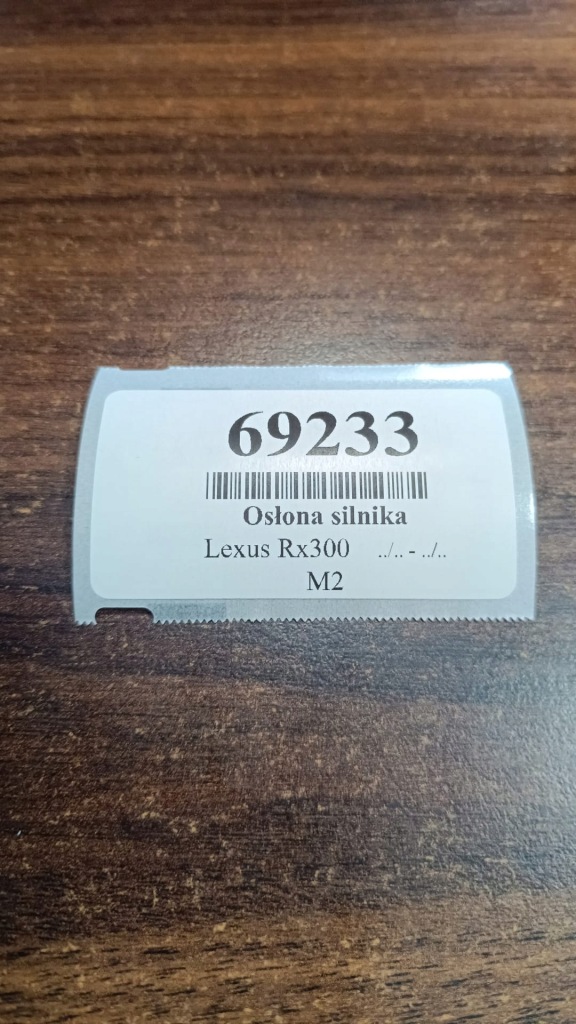 69233
Osłona silnika
Lexus Rx300 ../.. - ../..
M2